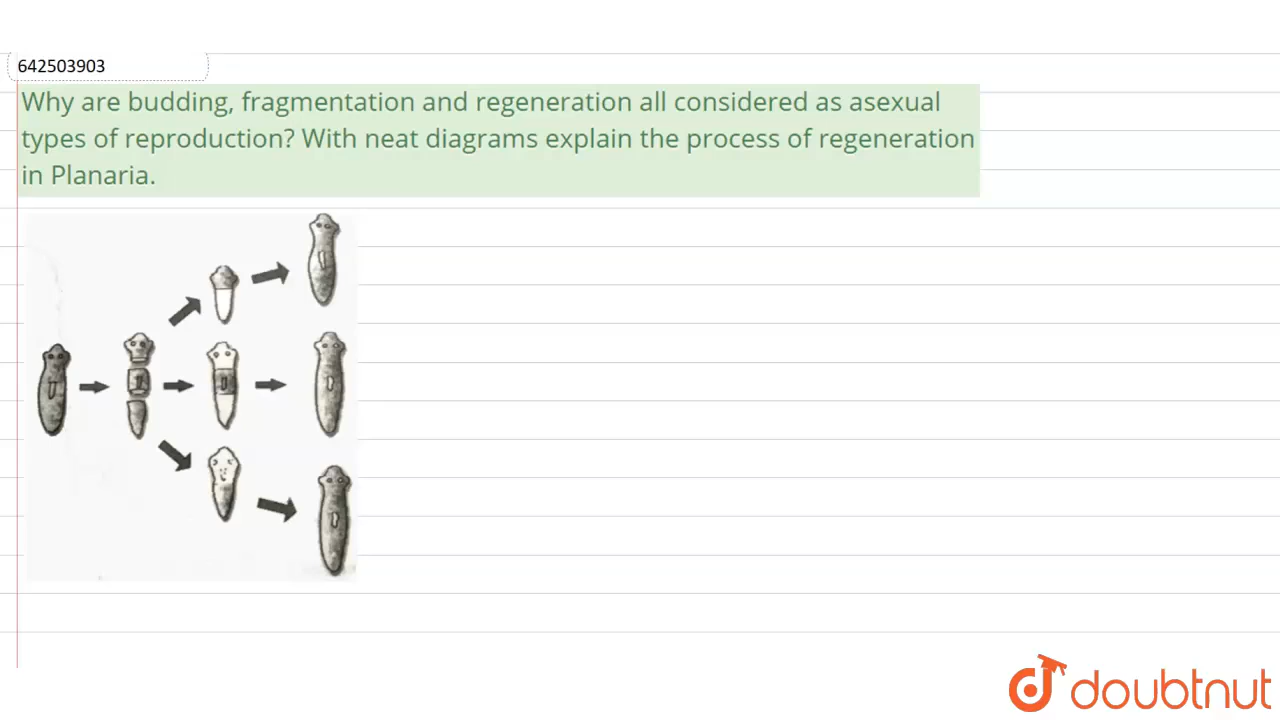 642503903
Why are budding, fragmentation and regeneration all considered as asexual
types of reproduction? With neat diagrams explain the process of regeneration
in Planaria.
doubtnut